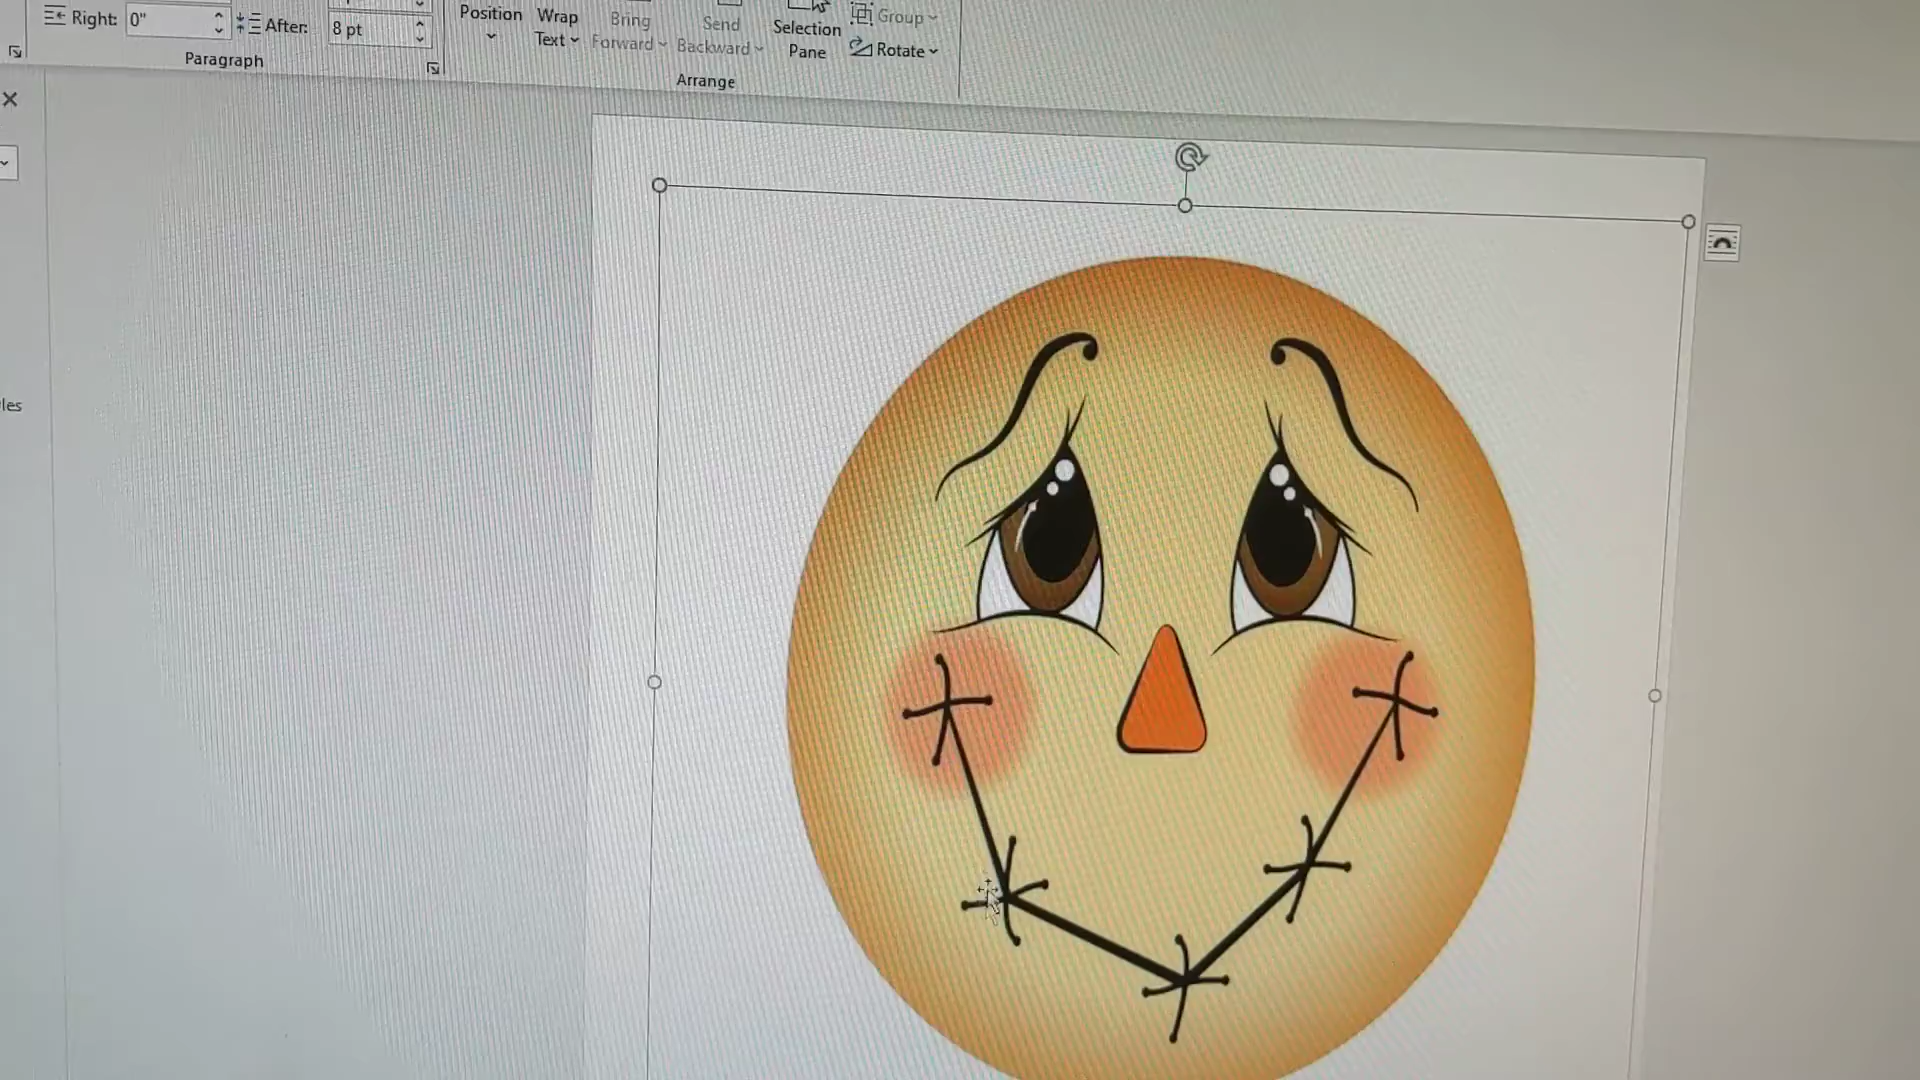 Right: 0"
After: 8 pt
Paragraph
Position
Wrap
Text
Bring
Forward
Send
Backward
Selection
Pane
Group
Rotate
Arrange
les